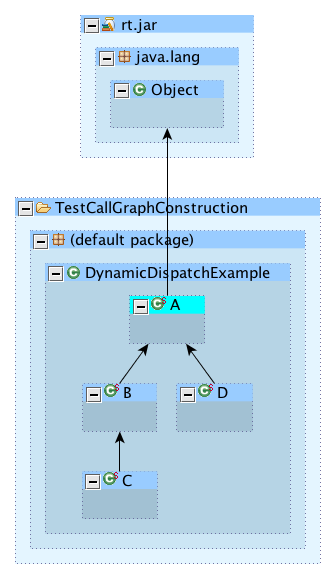 rt.jar
java.lang
Object
TestCallGraphConstruction
(default package)
DynamicDispatchExample
A
B
D
C